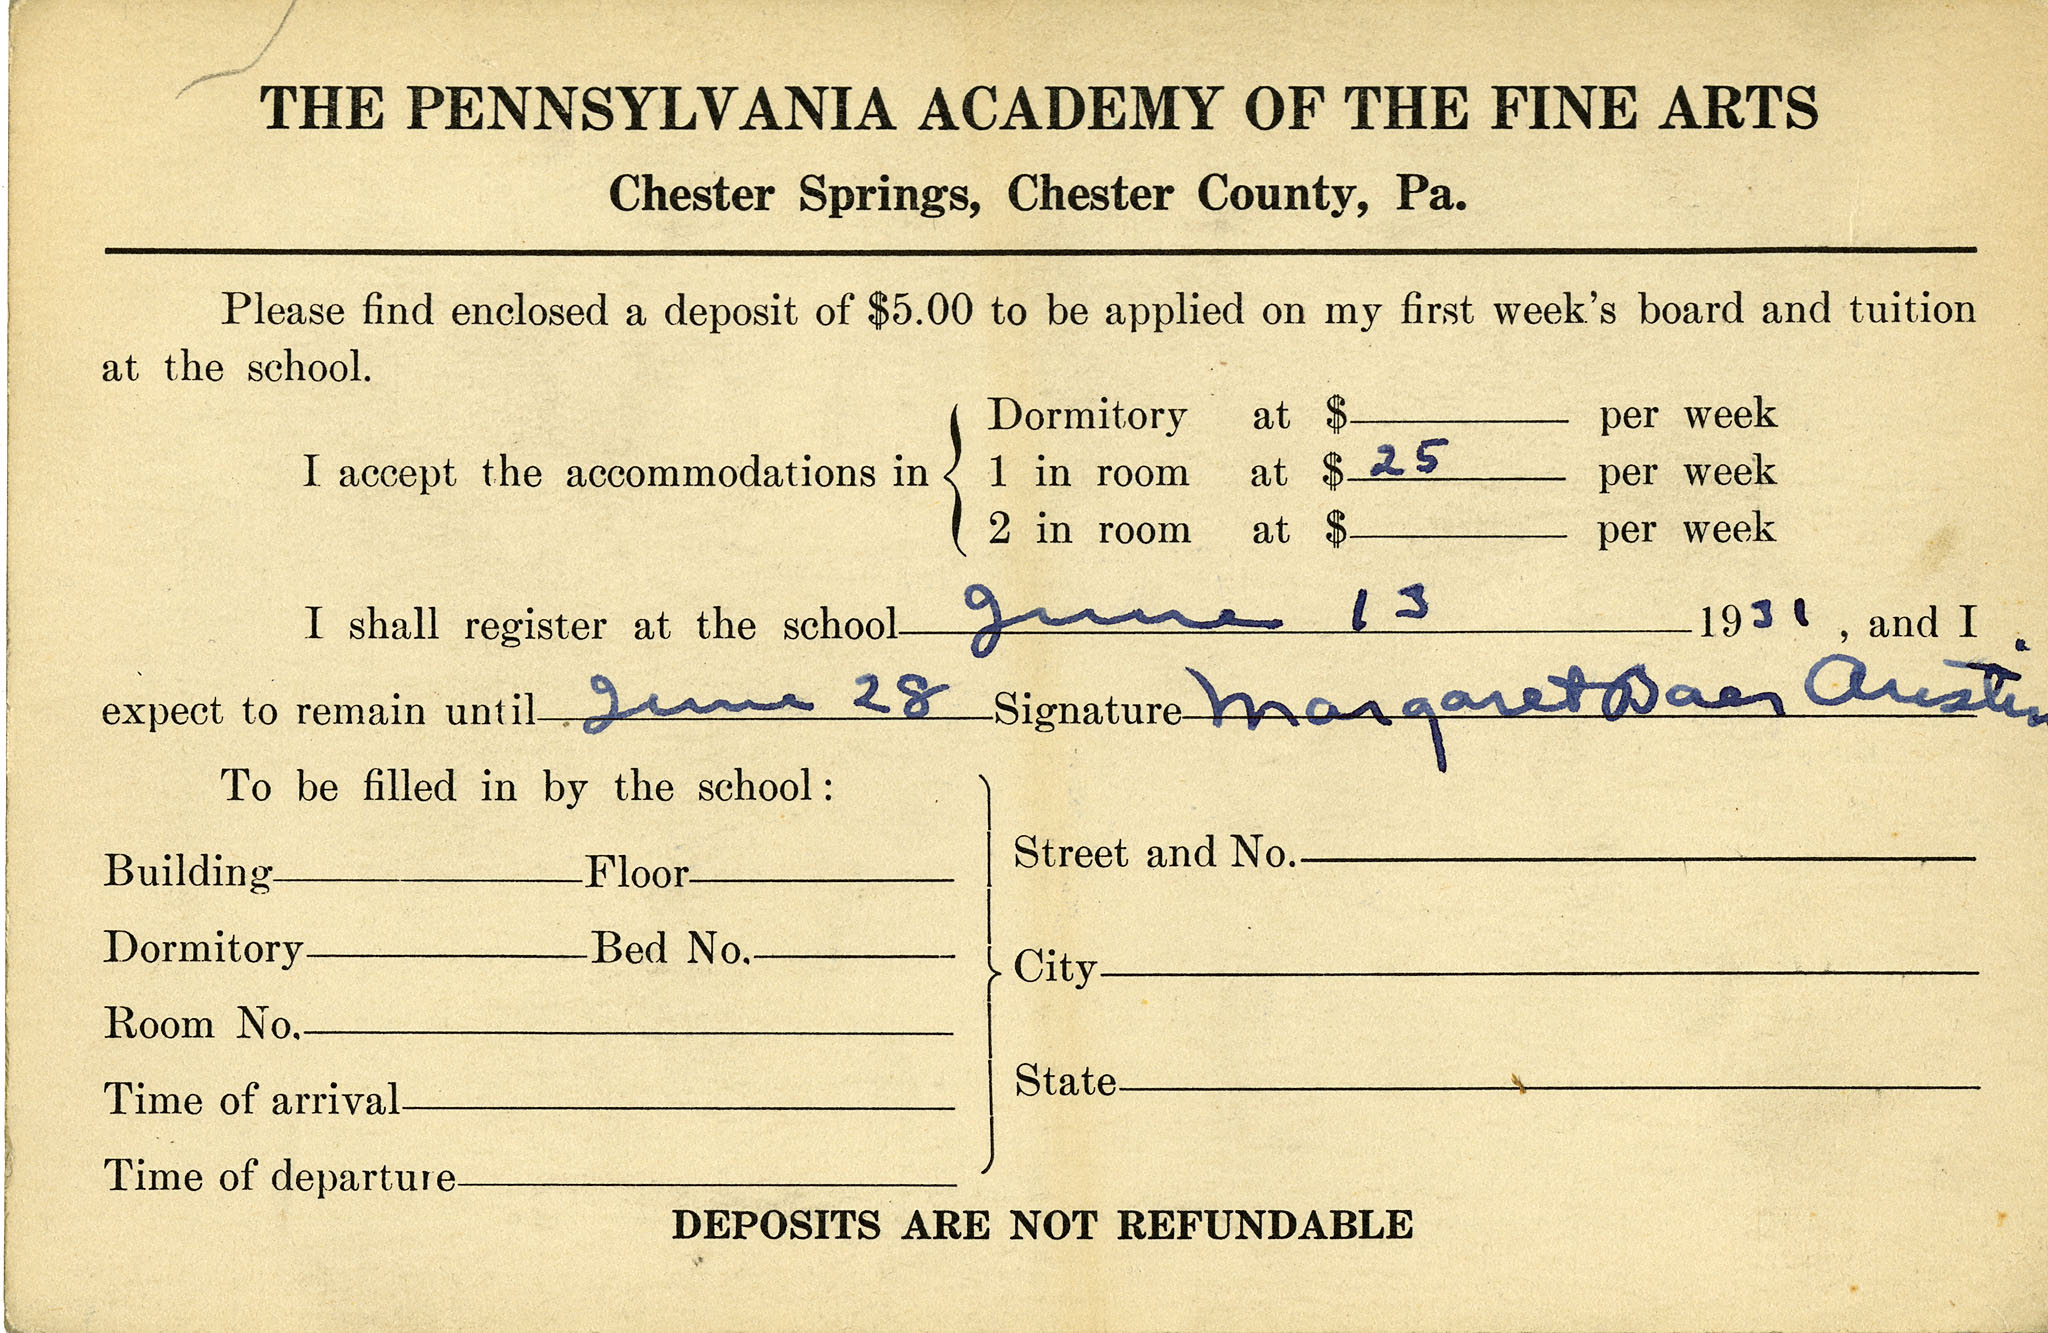 THE PENNSYLVANIA ACADEMY OF THE FINE ARTS
Chester Springs, Chester County, Pa.
Please find enclosed a deposit of $5.00 to be applied on my first week's board and tuition
at the school.
Dormitory at $ per week
I accept the accommodations in 1 in room at $ 25 per week
2 in room at $ per week
I shall register at the school June 13 1931, and I
expect to remain until June 28 Signature Margaret Baer Austin
To be filled in by the school:
Street and No.
Building Floor
Dormitory Bed No.
City
Room No.
State
Time of arrival
Time of departure
DEPOSITS ARE NOT REFUNDABLE